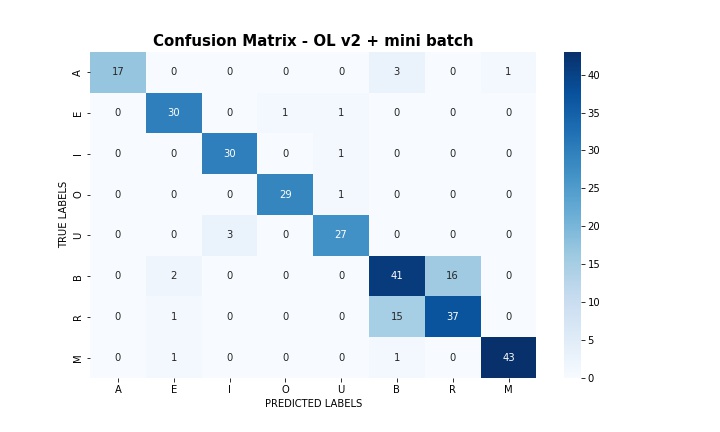 Confusion Matrix - OL v2 + mini batch
A 17 0 0 0 0 3 0 1
E 0 30 0 1 1 0 0 0
I 0 0 30 0 1 0 0 0
O 0 0 0 29 1 0 0 0
U 0 0 3 0 27 0 0 0
B 0 2 0 0 0 41 16 0
R 0 1 0 0 0 15 37 0
M 0 1 0 0 0 1 0 43
A E I O U B R M
TRUE LABELS
PREDICTED LABELS
40
35
30
25
20
15
10
5
0